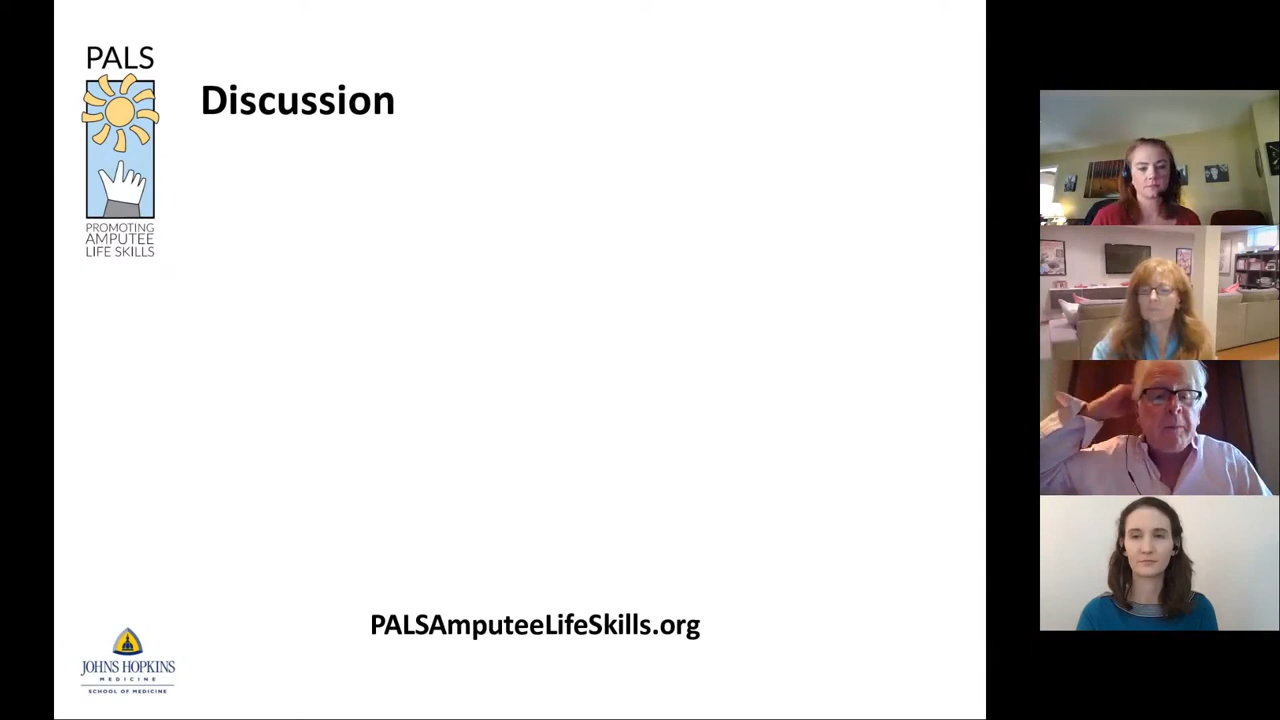 PALS
Discussion
PROMOTING
AMPUTEE
LIFE SKILLS
PALSAmputeeLifeSkills.org
JOHNS HOPKINS
MEDICINE
SCHOOL OF MEDICINE